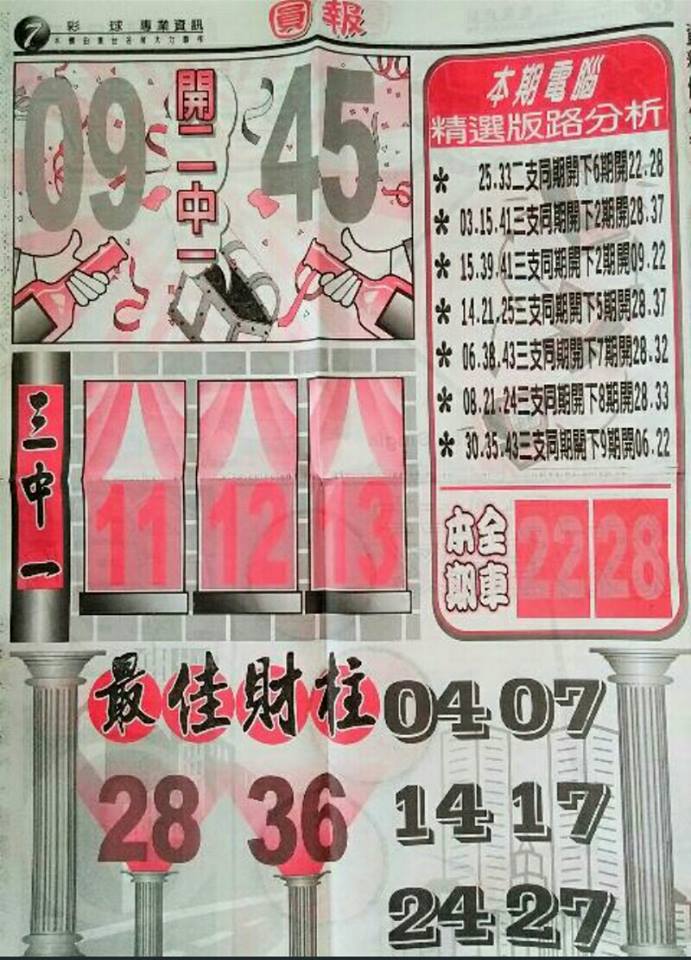 7 彩球專業資訊
圓報
09
開二中一
45
本期電腦
精選版路分析
* 25.33二支同期開下6期開22.28
* 03.15.41三支同期開下2期開28.37
* 15.39.41三支同期開下2期開09.22
* 14.21.25三支同期開下5期開28.37
* 06.38.43三支同期開下7期開28.32
* 08.21.24三支同期開下8期開28.33
* 30.35.43三支同期開下9期開06.22
本期
全車
22 28
三中一
11 12 13
最佳財柱
28 36
04 07
14 17
24 27